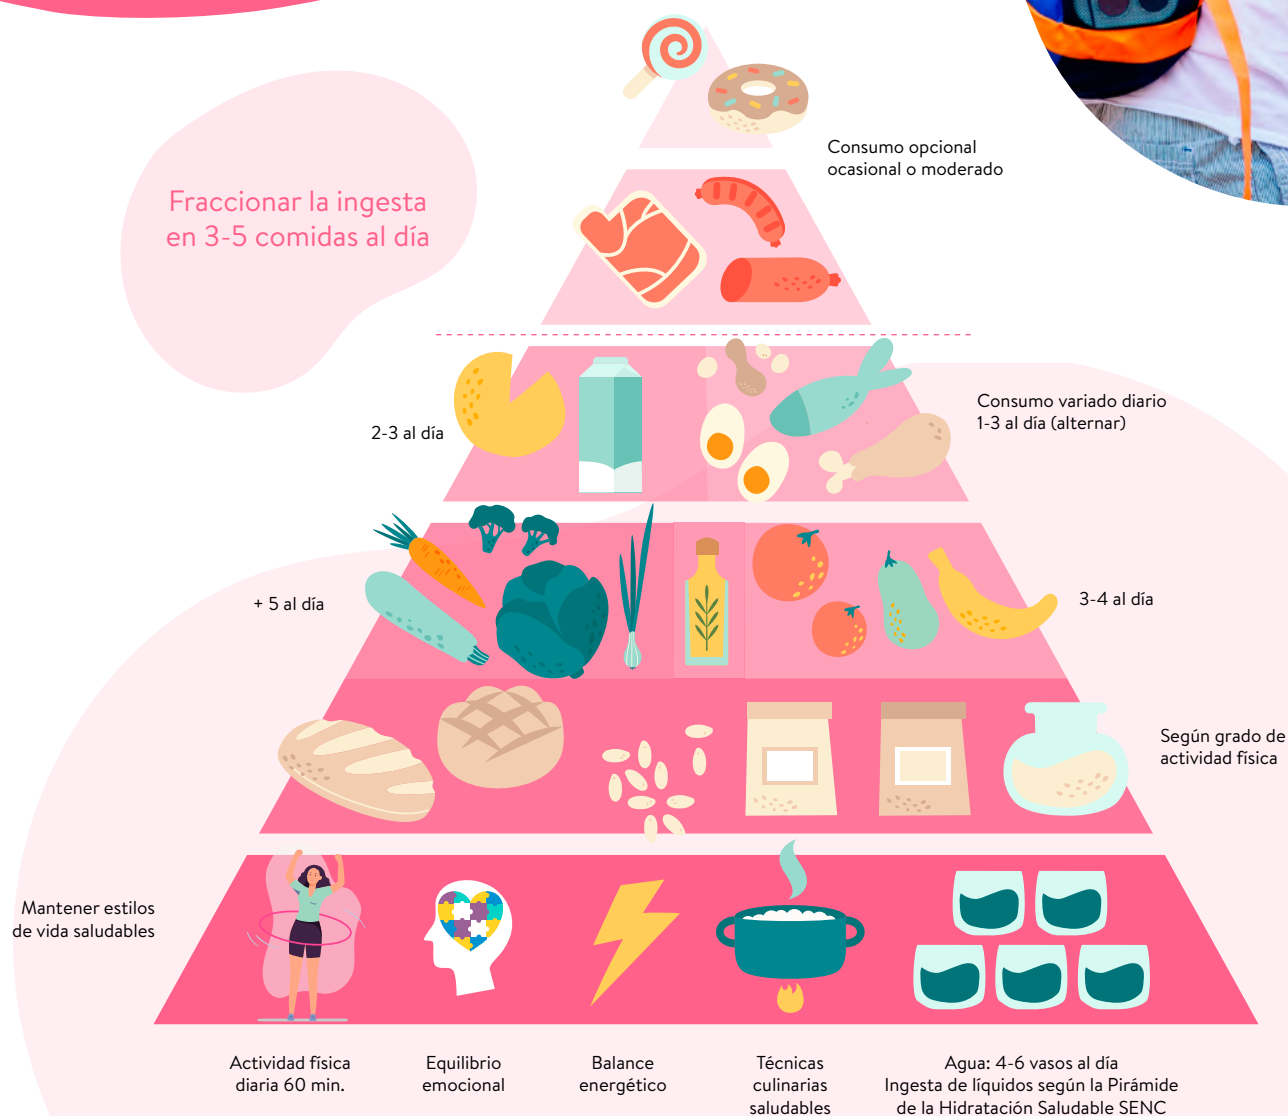 Consumo opcional
ocasional o moderado
Fraccionar la ingesta
en 3-5 comidas al día
2-3 al día
Consumo variado diario
1-3 al día (alternar)
+ 5 al día
3-4 al día
Según grado de
actividad física
Mantener estilos
de vida saludables
Actividad física
diaria 60 min.
Equilibrio
emocional
Balance
energético
Técnicas
culinarias
saludables
Agua: 4-6 vasos al día
Ingesta de líquidos según la Pirámide
de la Hidratación Saludable SENC